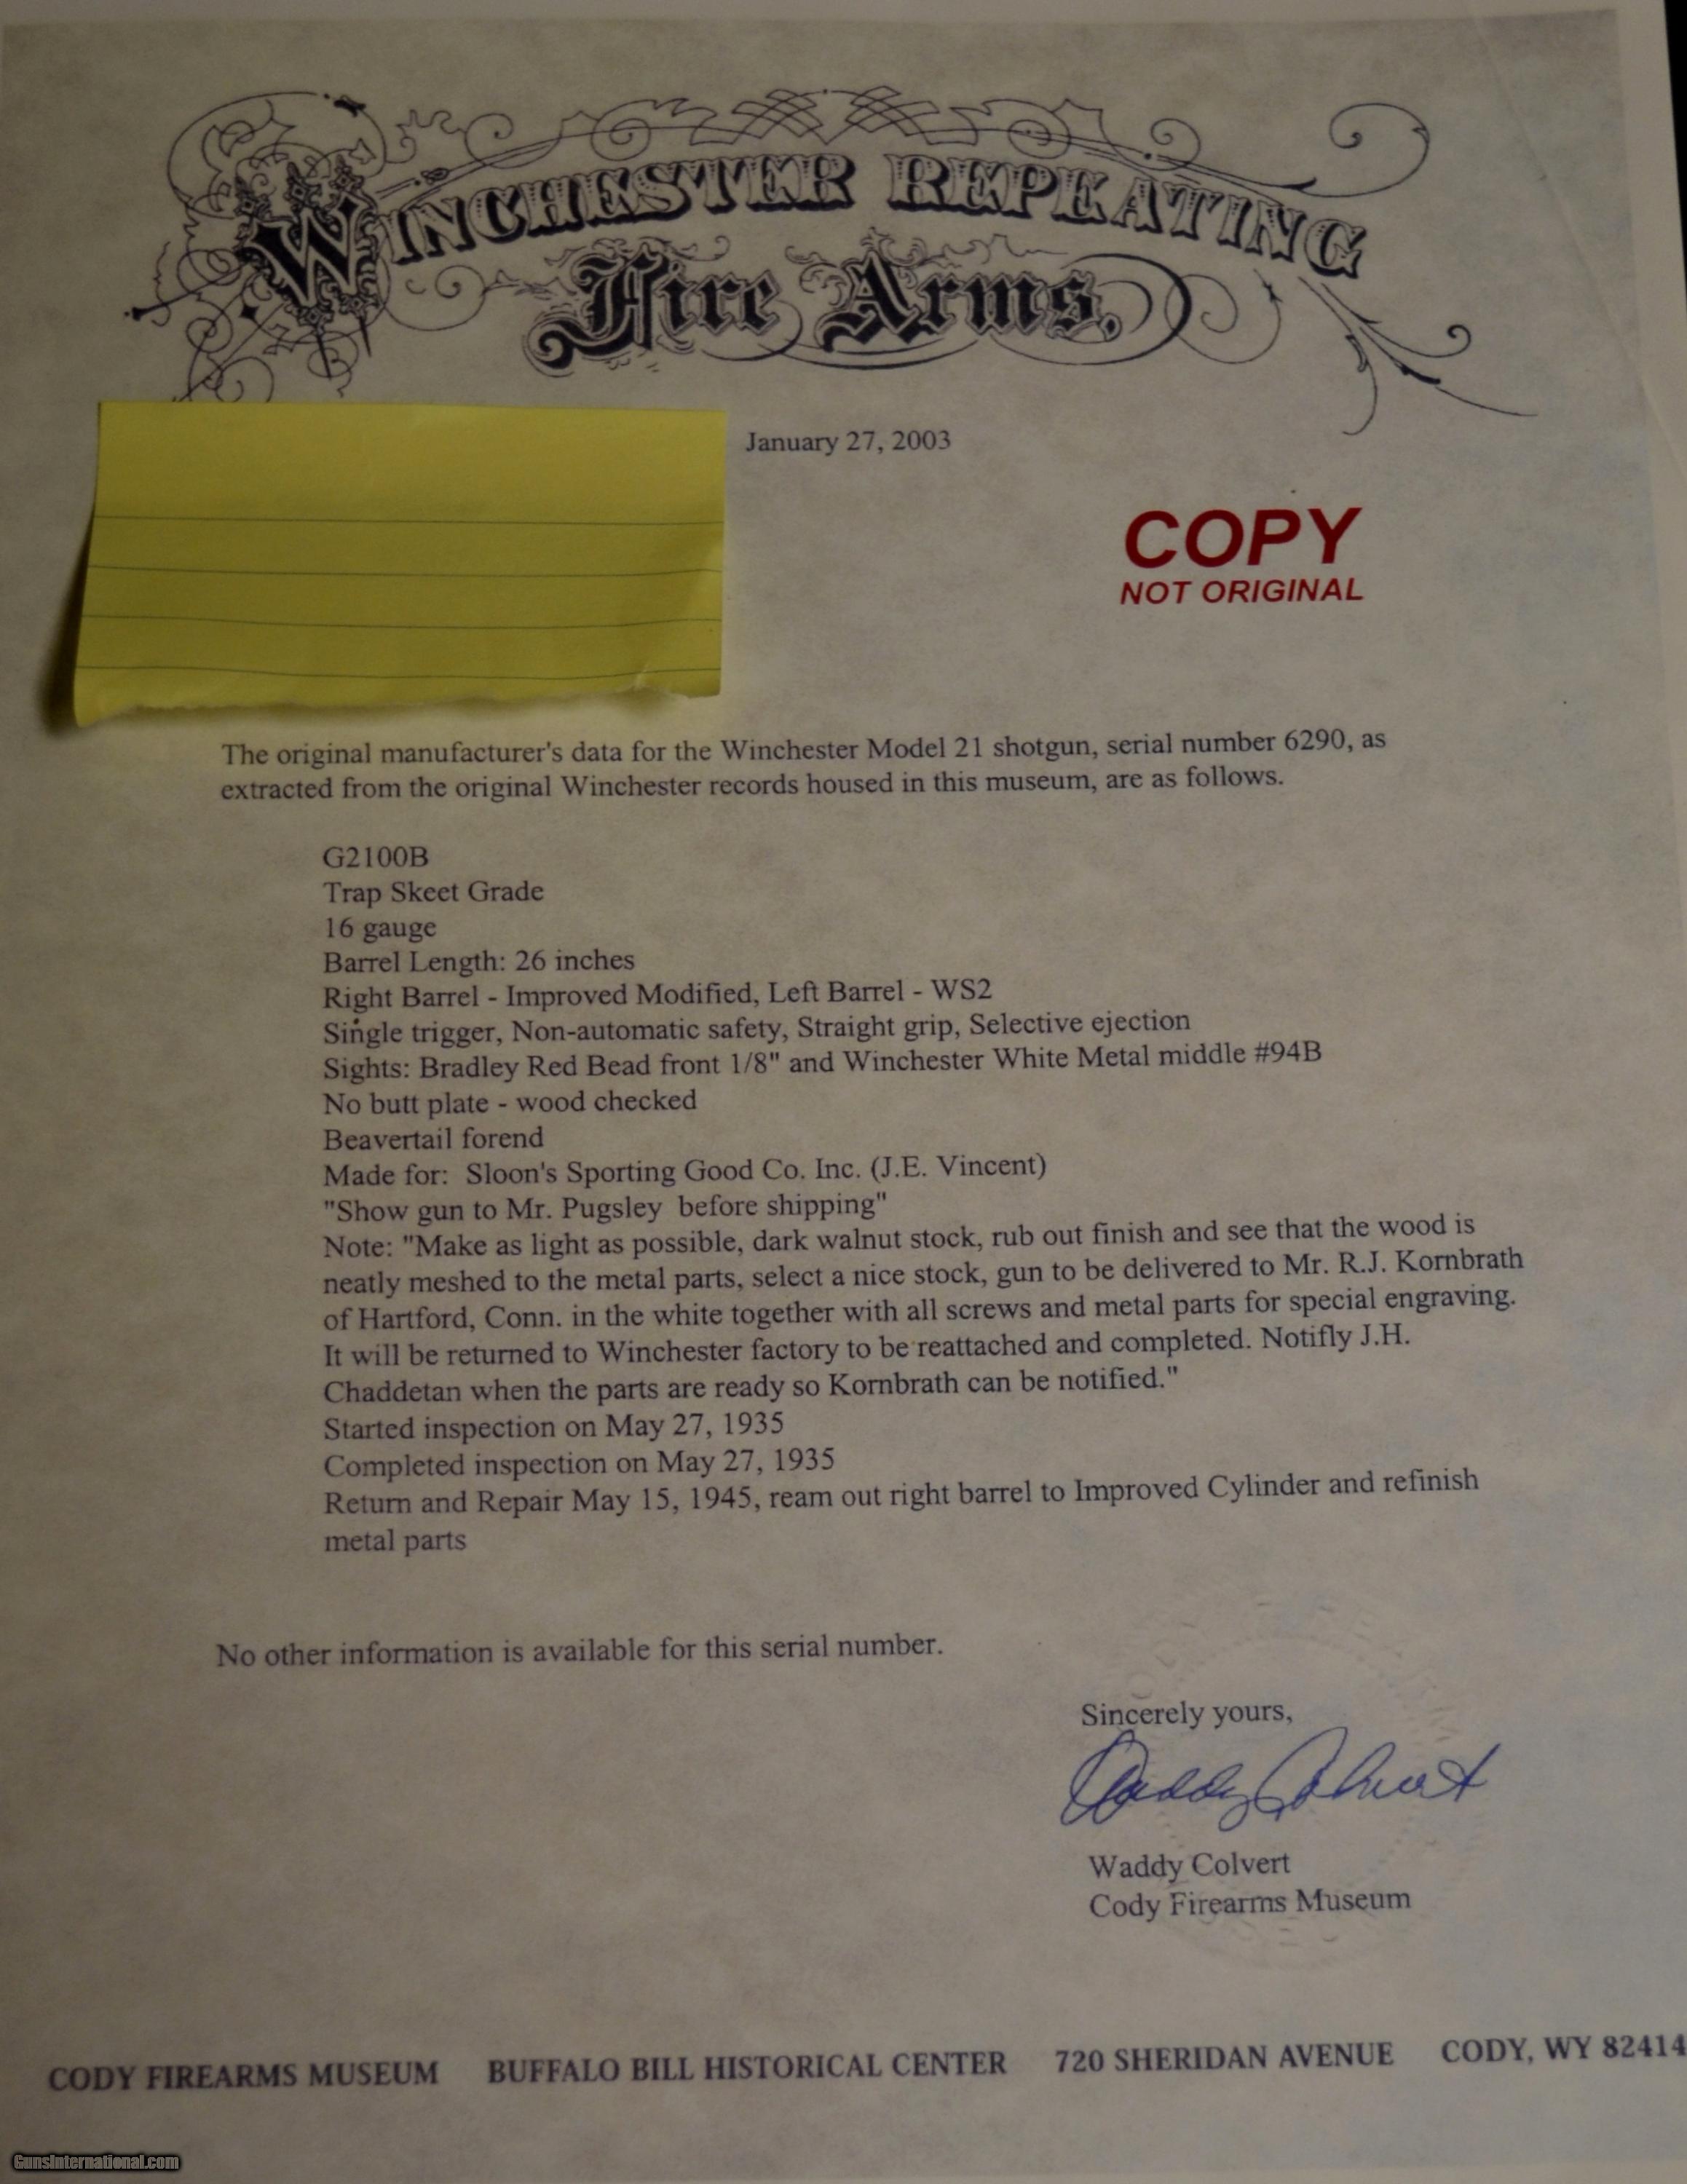 WINCHESTER REPEATING
Fire Arms.
January 27, 2003
COPY
NOT ORIGINAL
The original manufacturer's data for the Winchester Model 21 shotgun, serial number 6290, as
extracted from the original Winchester records housed in this museum, are as follows.
G2100B
Trap Skeet Grade
16 gauge
Barrel Length: 26 inches
Right Barrel - Improved Modified, Left Barrel - WS2
Single trigger, Non-automatic safety, Straight grip, Selective ejection
Sights: Bradley Red Bead front 1/8" and Winchester White Metal middle #94B
No butt plate - wood checked
Beavertail forend
Made for:  Sloon's Sporting Good Co. Inc. (J.E. Vincent)
"Show gun to Mr. Pugsley  before shipping"
Note: "Make as light as possible, dark walnut stock, rub out finish and see that the wood is
neatly meshed to the metal parts, select a nice stock, gun to be delivered to Mr. R.J. Kornbrath
of Hartford, Conn. in the white together with all screws and metal parts for special engraving.
It will be returned to Winchester factory to be reattached and completed. Notifly J.H.
Chaddetan when the parts are ready so Kornbrath can be notified."
Started inspection on May 27, 1935
Completed inspection on May 27, 1935
Return and Repair May 15, 1945, ream out right barrel to Improved Cylinder and refinish
metal parts
No other information is available for this serial number.
Sincerely yours,
Waddy Colvert
Waddy Colvert
Cody Firearms Museum
CODY FIREARMS MUSEUM BUFFALO BILL HISTORICAL CENTER 720 SHERIDAN AVENUE CODY, WY 82414
GunsInternational.com